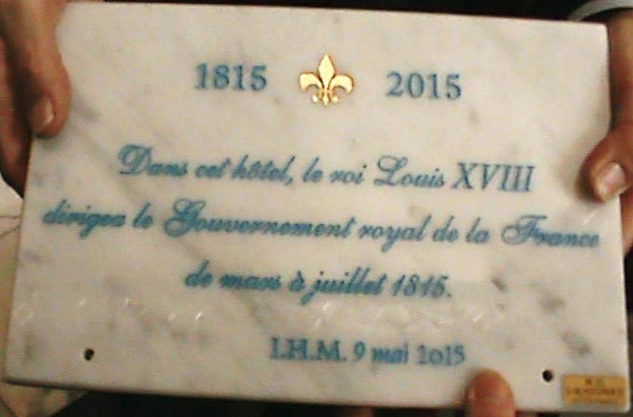 1815 2015
Dans cet hôtel, le roi Louis XVIII
dirigea le Gouvernement royal de la France
de mars à juillet 1815.
I.H.M. 9 mai 2015